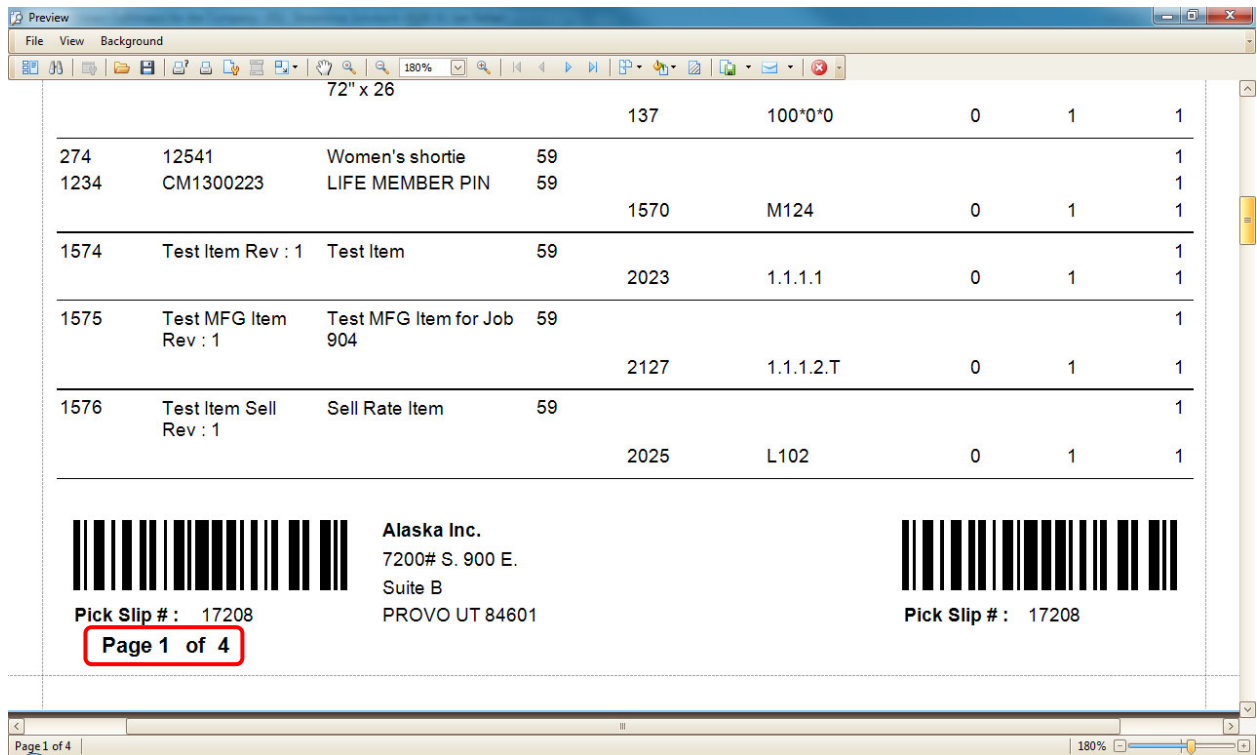 Preview
File View Background
180%
72" x 26
137 100*0*0 0 1 1
274 12541 Women's shortie 59 1
1234 CM1300223 LIFE MEMBER PIN 59 1
1570 M124 0 1 1
1574 Test Item Rev : 1 Test Item 59 1
2023 1.1.1.1 0 1 1
1575 Test MFG Item Test MFG Item for Job 59 1
Rev : 1 904
2127 1.1.1.2.T 0 1 1
1576 Test Item Sell Sell Rate Item 59 1
Rev : 1
2025 L102 0 1 1
Alaska Inc.
7200# S. 900 E.
Suite B
Pick Slip # : 17208 PROVO UT 84601 Pick Slip # : 17208
Page 1 of 4
Page 1 of 4 180%